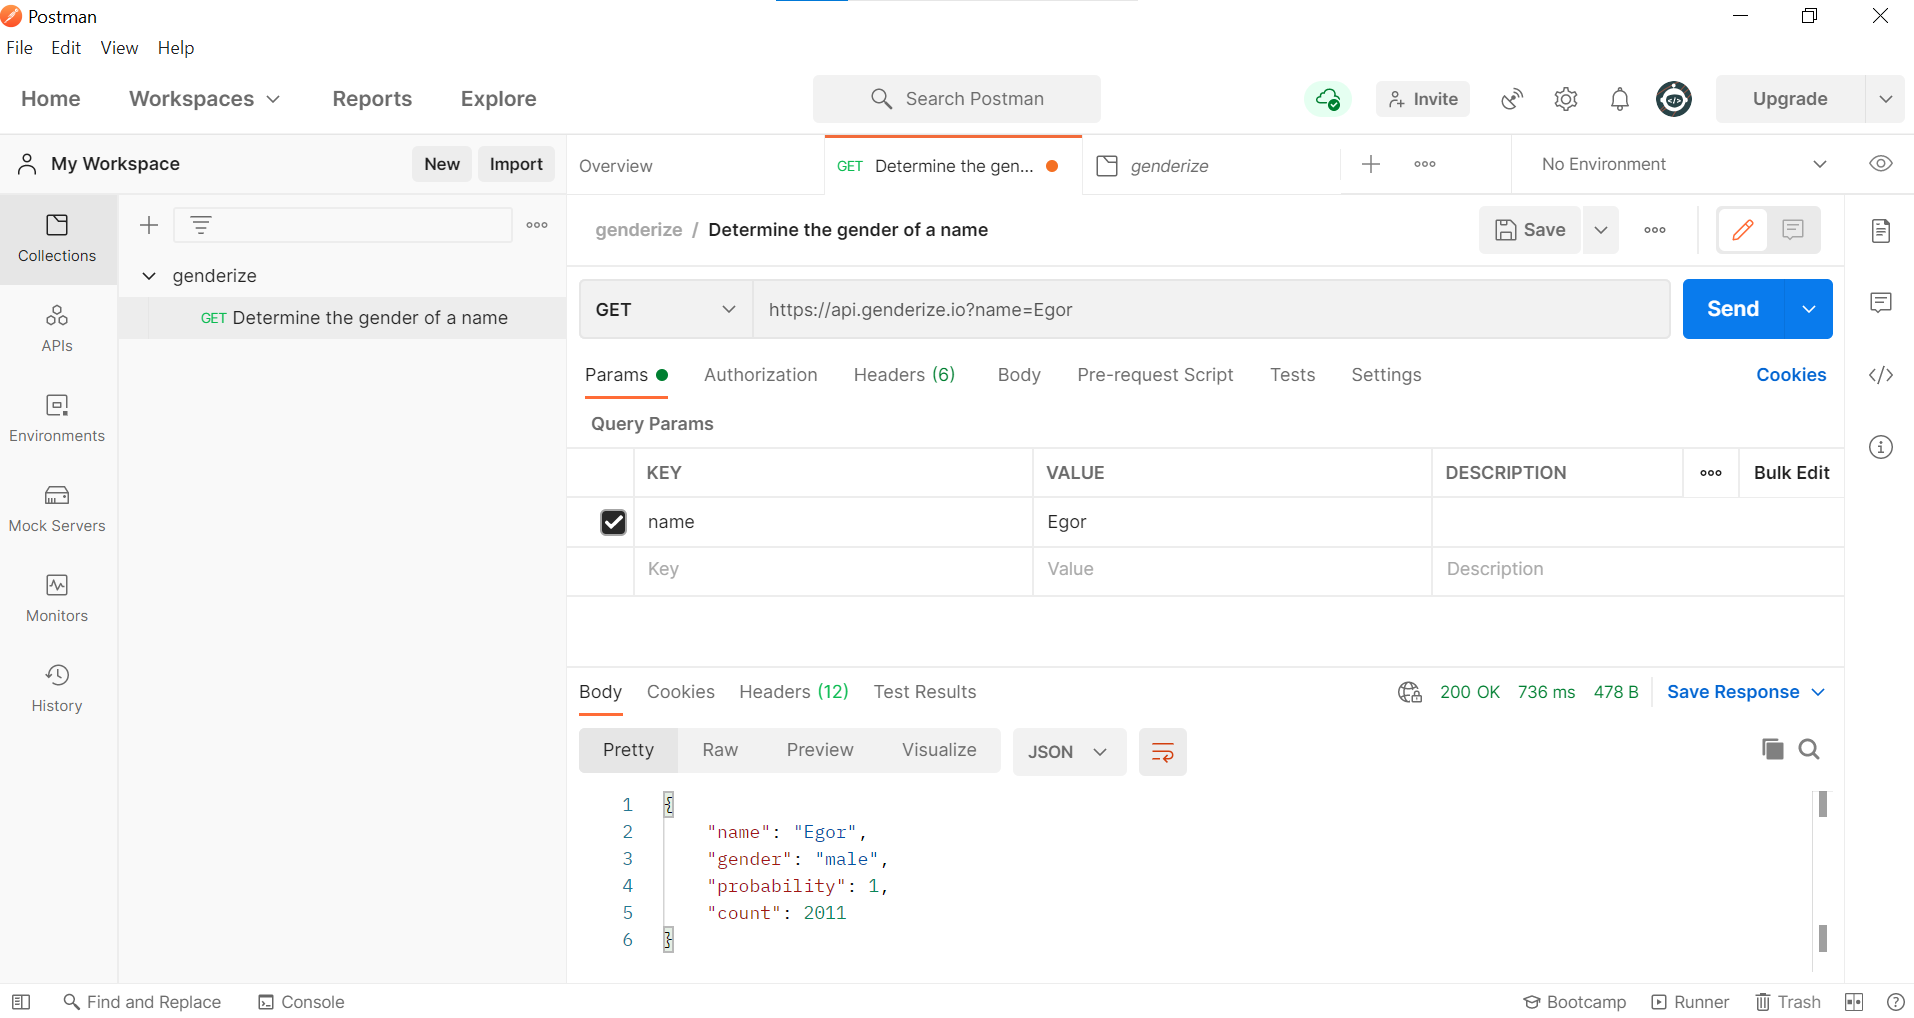 Postman
File Edit View Help
Home Workspaces Reports Explore Search Postman Invite Upgrade
My Workspace New Import Overview GET Determine the gen... genderize No Environment
genderize / Determine the gender of a name Save
Collections
genderize
GET Determine the gender of a name
GET https://api.genderize.io?name=Egor Send
APIs
Params Authorization Headers (6) Body Pre-request Script Tests Settings Cookies
Query Params
Environments
KEY VALUE DESCRIPTION Bulk Edit
name Egor
Mock Servers
Key Value Description
Monitors
History
Body Cookies Headers (12) Test Results 200 OK 736 ms 478 B Save Response
Pretty Raw Preview Visualize JSON
1 {
2 "name": "Egor",
3 "gender": "male",
4 "probability": 1,
5 "count": 2011
6 }
Find and Replace Console Bootcamp Runner Trash